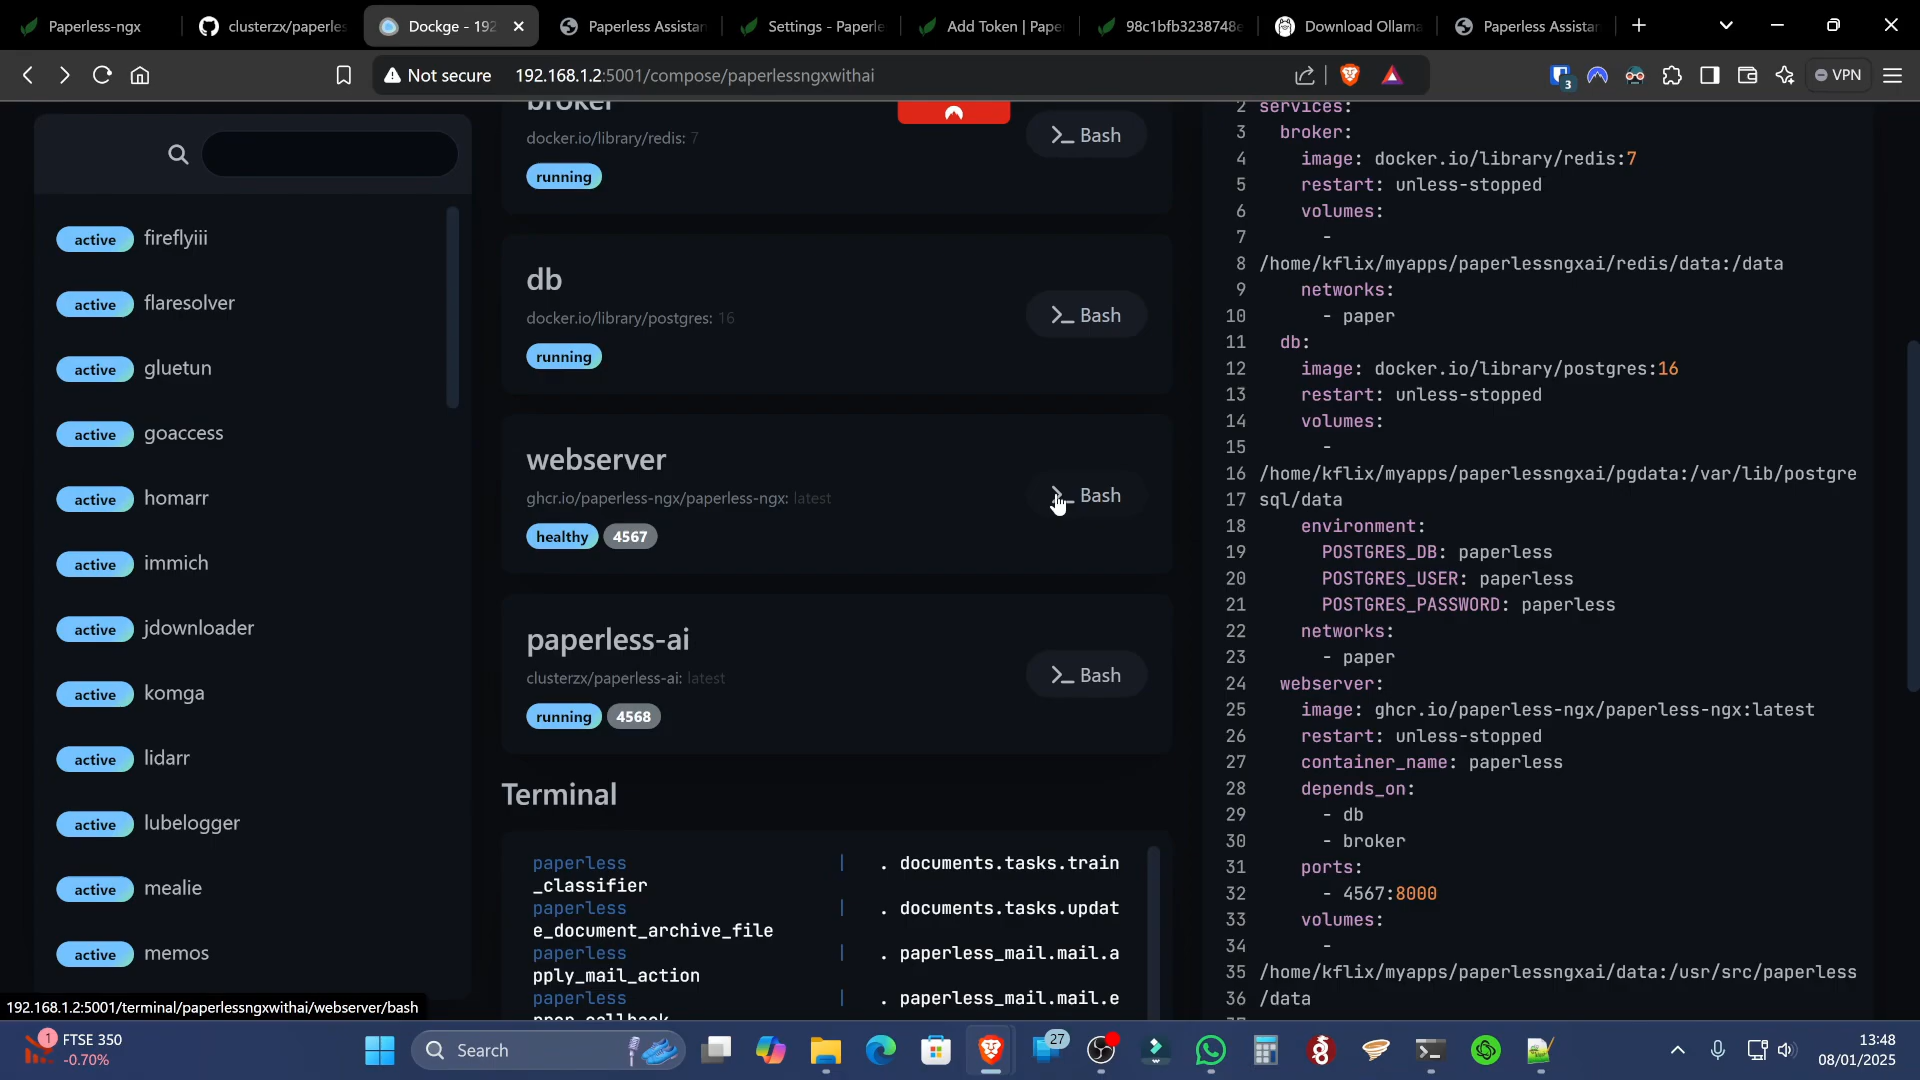 Paperless-ngx
clusterzx/paperles
Dockge - 192
Paperless Assistan
Settings - Paperle
Add Token | Pape
98c1bfb3238748e
Download Ollama
Paperless Assistan
Not secure
192.168.1.2:5001/compose/paperlessngxwithai
3
VPN
active fireflyiii
active flaresolver
active gluetun
active goaccess
active homarr
active immich
active jdownloader
active komga
active lidarr
active lubelogger
active mealie
active memos
192.168.1.2:5001/terminal/paperlessngxwithai/webserver/bash
broker
docker.io/library/redis: 7
running
Bash
db
docker.io/library/postgres: 16
running
Bash
webserver
ghcr.io/paperless-ngx/paperless-ngx: latest
healthy 4567
Bash
paperless-ai
clusterzx/paperless-ai: latest
running 4568
Bash
Terminal
paperless | . documents.tasks.train
_classifier
paperless | . documents.tasks.updat
e_document_archive_file
paperless | . paperless_mail.mail.a
pply_mail_action
paperless | . paperless_mail.mail.e
rror_callback
2 services:
3 broker:
4 image: docker.io/library/redis:7
5 restart: unless-stopped
6 volumes:
7 -
8 /home/kflix/myapps/paperlessngxai/redis/data:/data
9 networks:
10 - paper
11 db:
12 image: docker.io/library/postgres:16
13 restart: unless-stopped
14 volumes:
15 -
16 /home/kflix/myapps/paperlessngxai/pgdata:/var/lib/postgre
17 sql/data
18 environment:
19 POSTGRES_DB: paperless
20 POSTGRES_USER: paperless
21 POSTGRES_PASSWORD: paperless
22 networks:
23 - paper
24 webserver:
25 image: ghcr.io/paperless-ngx/paperless-ngx:latest
26 restart: unless-stopped
27 container_name: paperless
28 depends_on:
29 - db
30 - broker
31 ports:
32 - 4567:8000
33 volumes:
34 -
35 /home/kflix/myapps/paperlessngxai/data:/usr/src/paperless
36 /data
1
FTSE 350
-0.70%
Search
27
13:48
08/01/2025